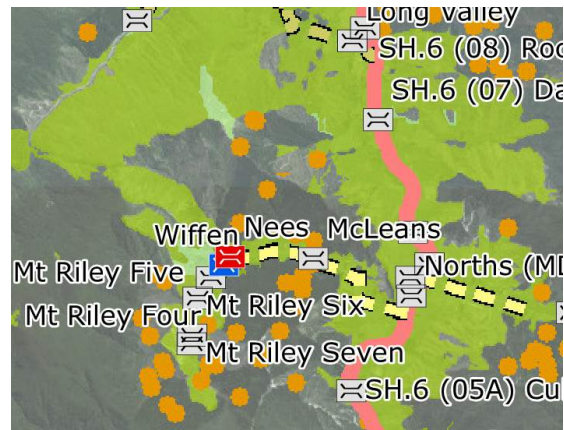 Long Valley
SH.6 (08) Roo
SH.6 (07) Da
Wiffen
Nees
McLeans
Mt Riley Five
Norths (MD
Mt Riley Six
Mt Riley Four
Mt Riley Seven
SH.6 (05A) Cul